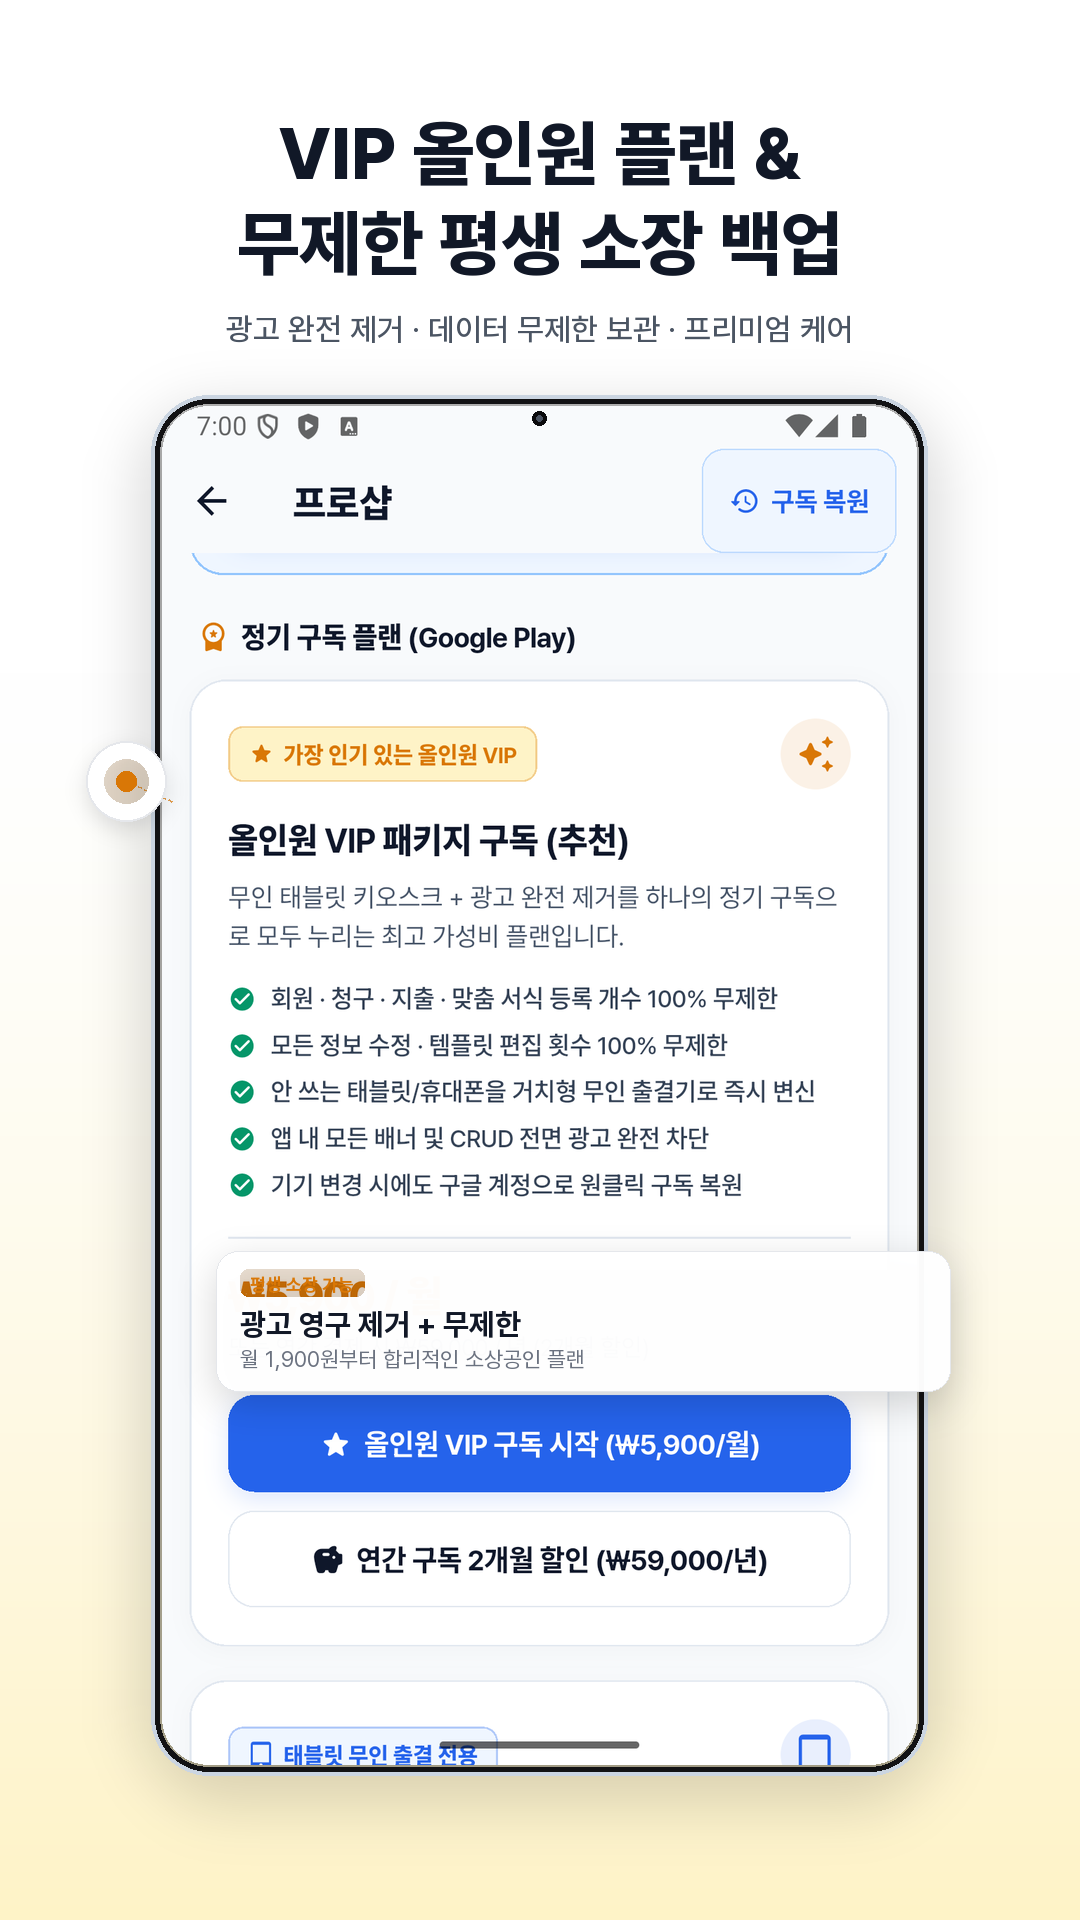 VIP 올인원 플랜 &
무제한 평생 소장 백업
광고 완전 제거 · 데이터 무제한 보관 · 프리미엄 케어
7:00
프로샵
구독 복원
정기 구독 플랜 (Google Play)
가장 인기 있는 올인원 VIP
올인원 VIP 패키지 구독 (추천)
무인 태블릿 키오스크 + 광고 완전 제거를 하나의 정기 구독으
로 모두 누리는 최고 가성비 플랜입니다.
회원 · 청구 · 지출 · 맞춤 서식 등록 개수 100% 무제한
모든 정보 수정 · 템플릿 편집 횟수 100% 무제한
안 쓰는 태블릿/휴대폰을 거치형 무인 출결기로 즉시 변신
앱 내 모든 배너 및 CRUD 전면 광고 완전 차단
기기 변경 시에도 구글 계정으로 원클릭 구독 복원
평생 소장 가능
광고 영구 제거 + 무제한
월 1,900원부터 합리적인 소상공인 플랜
올인원 VIP 구독 시작 (₩5,900/월)
연간 구독 2개월 할인 (₩59,000/년)
태블릿 무인 출결 전용